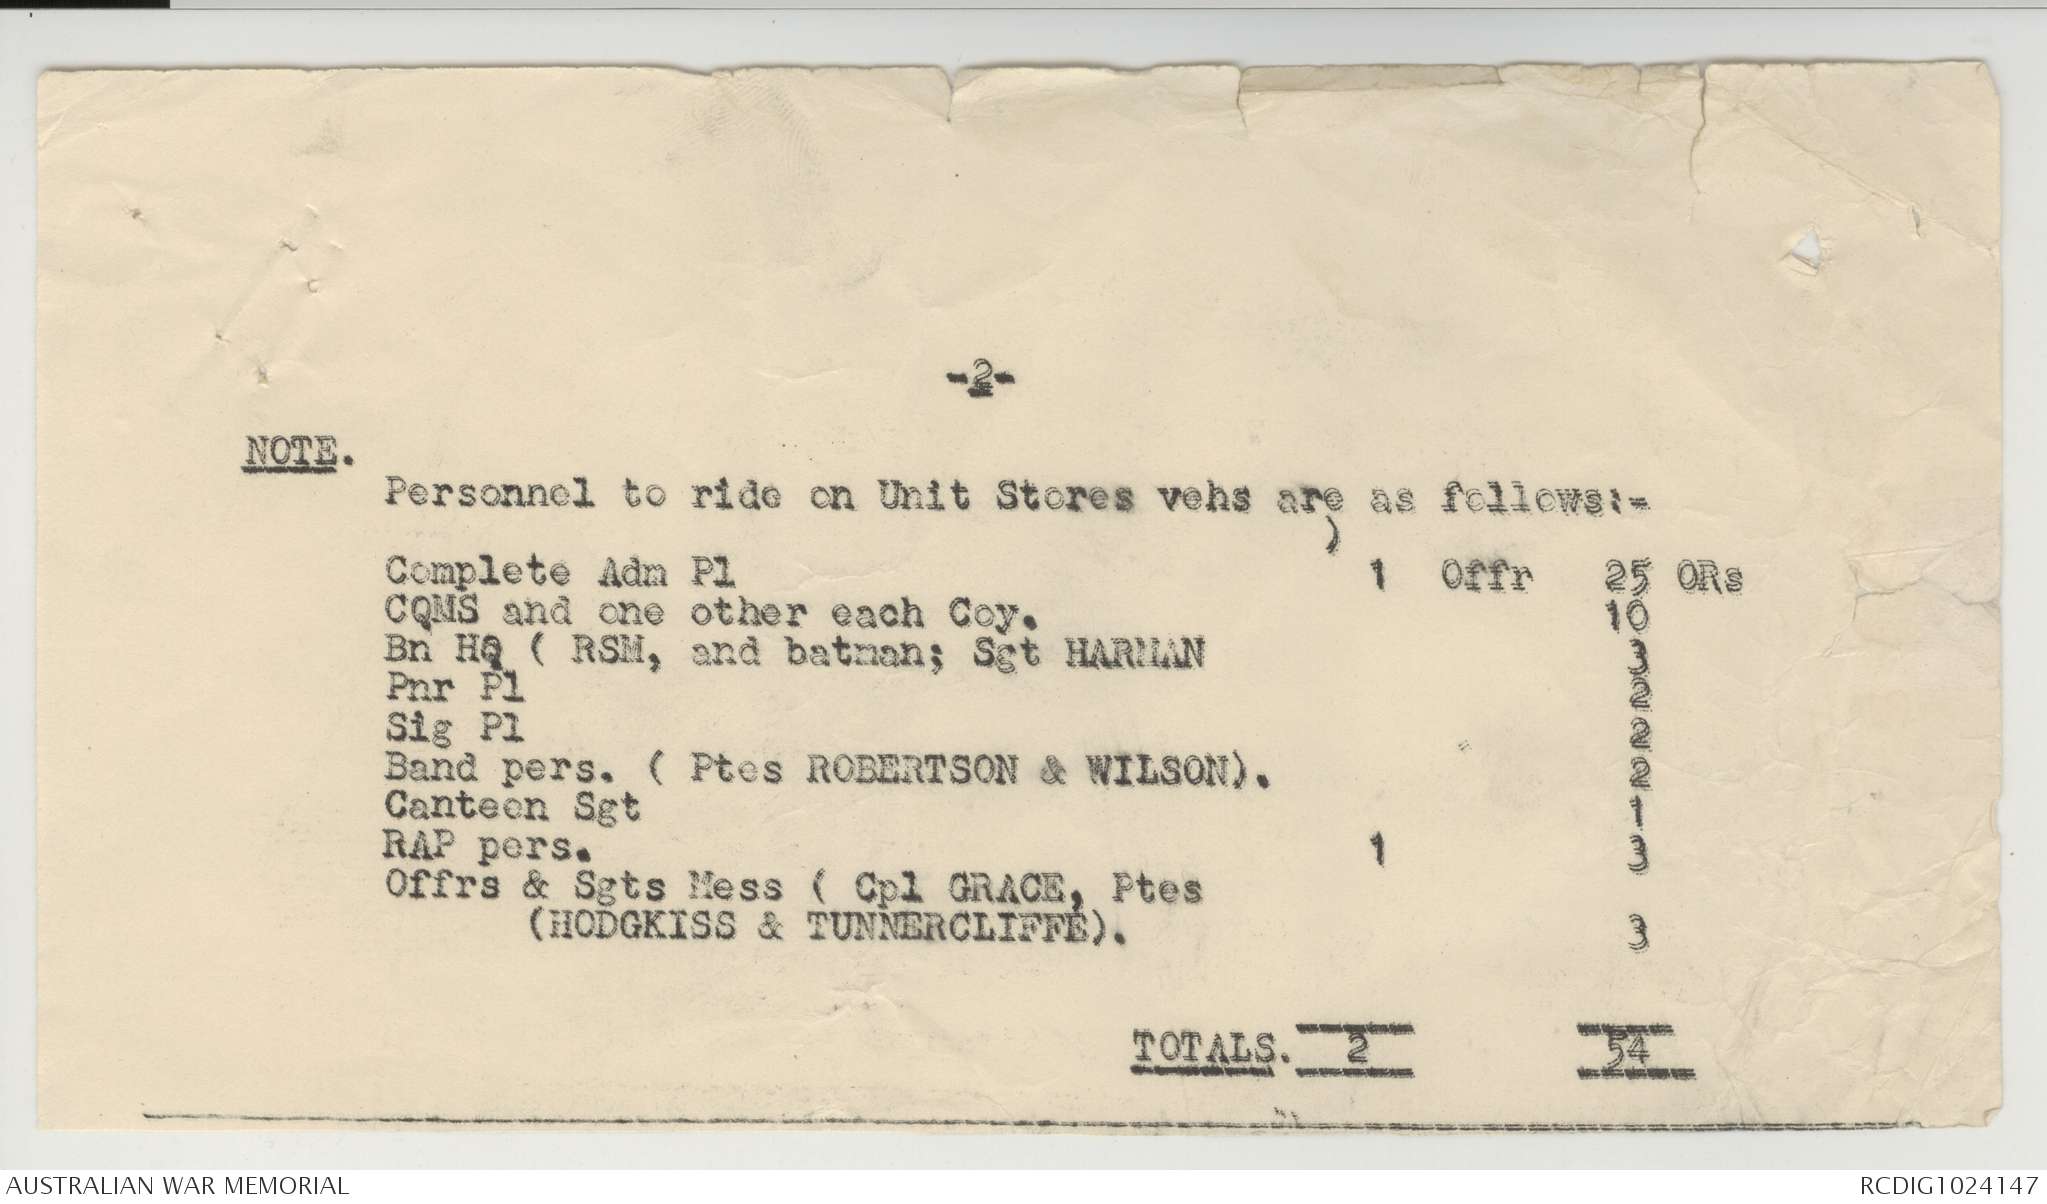 -2-
NOTE.
Personnel to ride on Unit Stores vehs are as follows:-
)
Complete Adm Pl 1 Offr 25 ORs
CQMS and one other each Coy. 10
Bn HQ ( RSM, and batman; Sgt HARMAN 3
Pnr Pl 2
Sig Pl 2
Band pers. ( Ptes ROBERTSON & WILSON). 2
Canteen Sgt 1
RAP pers. 1 3
Offrs & Sgts Mess ( Cpl GRACE, Ptes
(HODGKISS & TUNNERCLIFFE). 3
TOTALS. 2 54
AUSTRALIAN WAR MEMORIAL RCDIG1024147